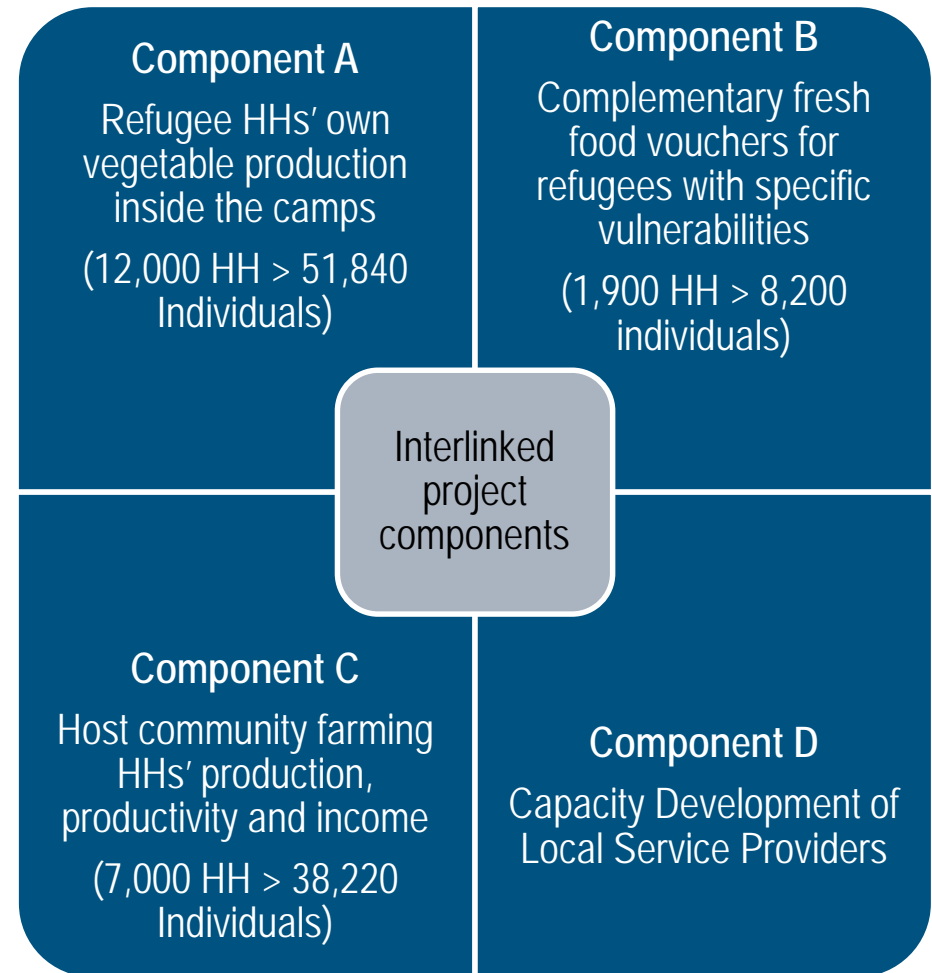 Component A
Refugee HHs’ own
vegetable production
inside the camps
(12,000 HH > 51,840
Individuals)
Component B
Complementary fresh
food vouchers for
refugees with specific
vulnerabilities
(1,900 HH > 8,200
individuals)
Interlinked
project
components
Component C
Host community farming
HHs’ production,
productivity and income
(7,000 HH > 38,220
Individuals)
Component D
Capacity Development of
Local Service Providers